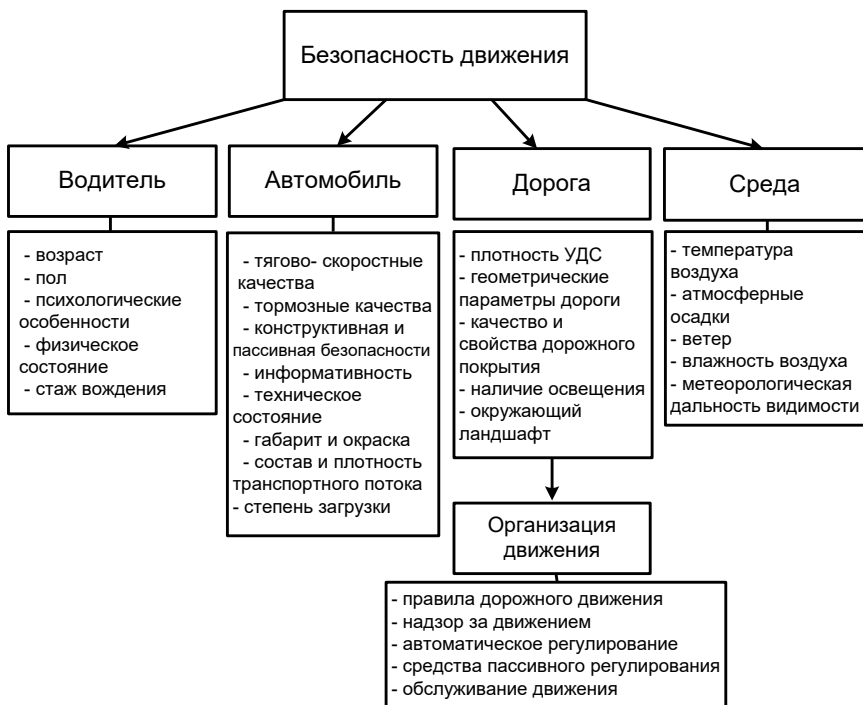 Безопасность движения
Водитель
- возраст
- пол
- психологические
особенности
- физическое
состояние
- стаж вождения
Автомобиль
- тягово- скоростные
качества
- тормозные качества
- конструктивная и
пассивная безопасности
- информативность
- техническое
состояние
- габарит и окраска
- состав и плотность
транспортного потока
- степень загрузки
Дорога
- плотность УДС
- геометрические
параметры дороги
- качество и
свойства дорожного
покрытия
- наличие освещения
- окружающий
ландшафт
Среда
- температура
воздуха
- атмосферные
осадки
- ветер
- влажность воздуха
- метеорологическая
дальность видимости
Организация
движения
- правила дорожного движения
- надзор за движением
- автоматическое регулирование
- средства пассивного регулирования
- обслуживание движения